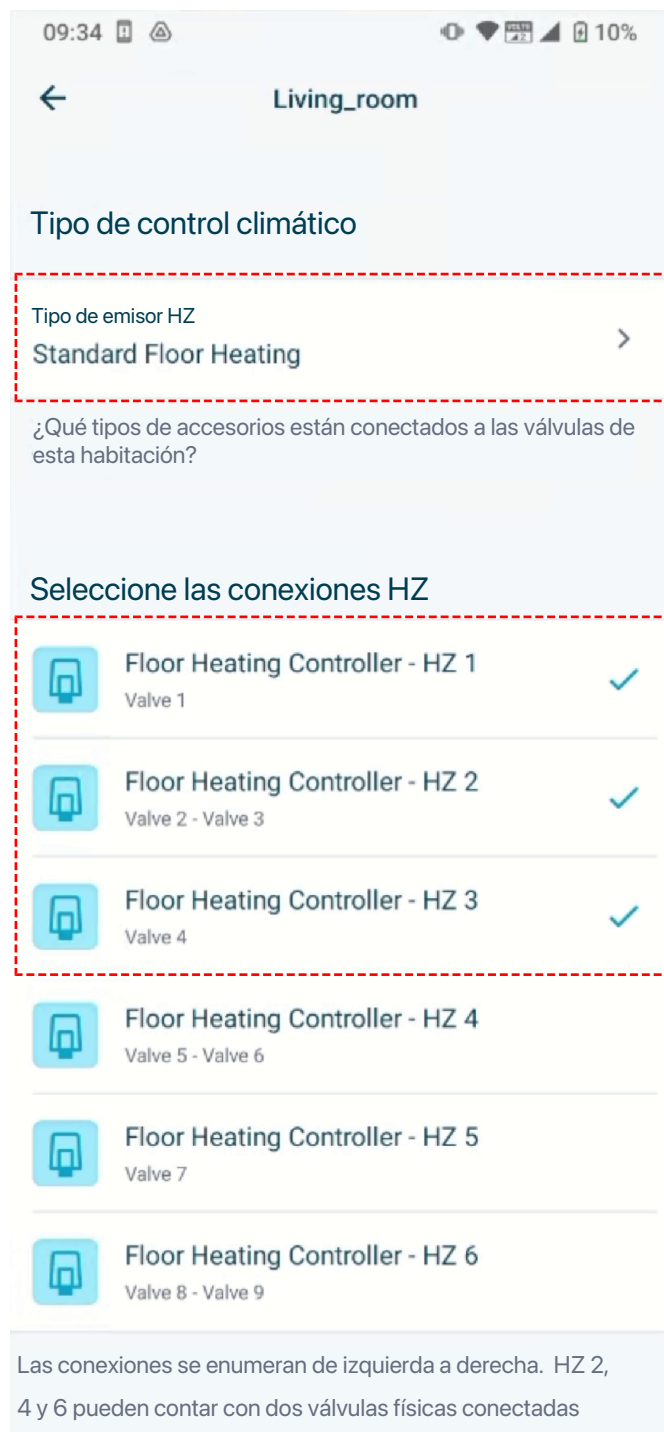 09:34 10%
Living_room
Tipo de control climático
Tipo de emisor HZ
Standard Floor Heating
¿Qué tipos de accesorios están conectados a las válvulas de
esta habitación?
Seleccione las conexiones HZ
Floor Heating Controller - HZ 1
Valve 1
Floor Heating Controller - HZ 2
Valve 2 - Valve 3
Floor Heating Controller - HZ 3
Valve 4
Floor Heating Controller - HZ 4
Valve 5 - Valve 6
Floor Heating Controller - HZ 5
Valve 7
Floor Heating Controller - HZ 6
Valve 8 - Valve 9
Las conexiones se enumeran de izquierda a derecha. HZ 2,
4 y 6 pueden contar con dos válvulas físicas conectadas